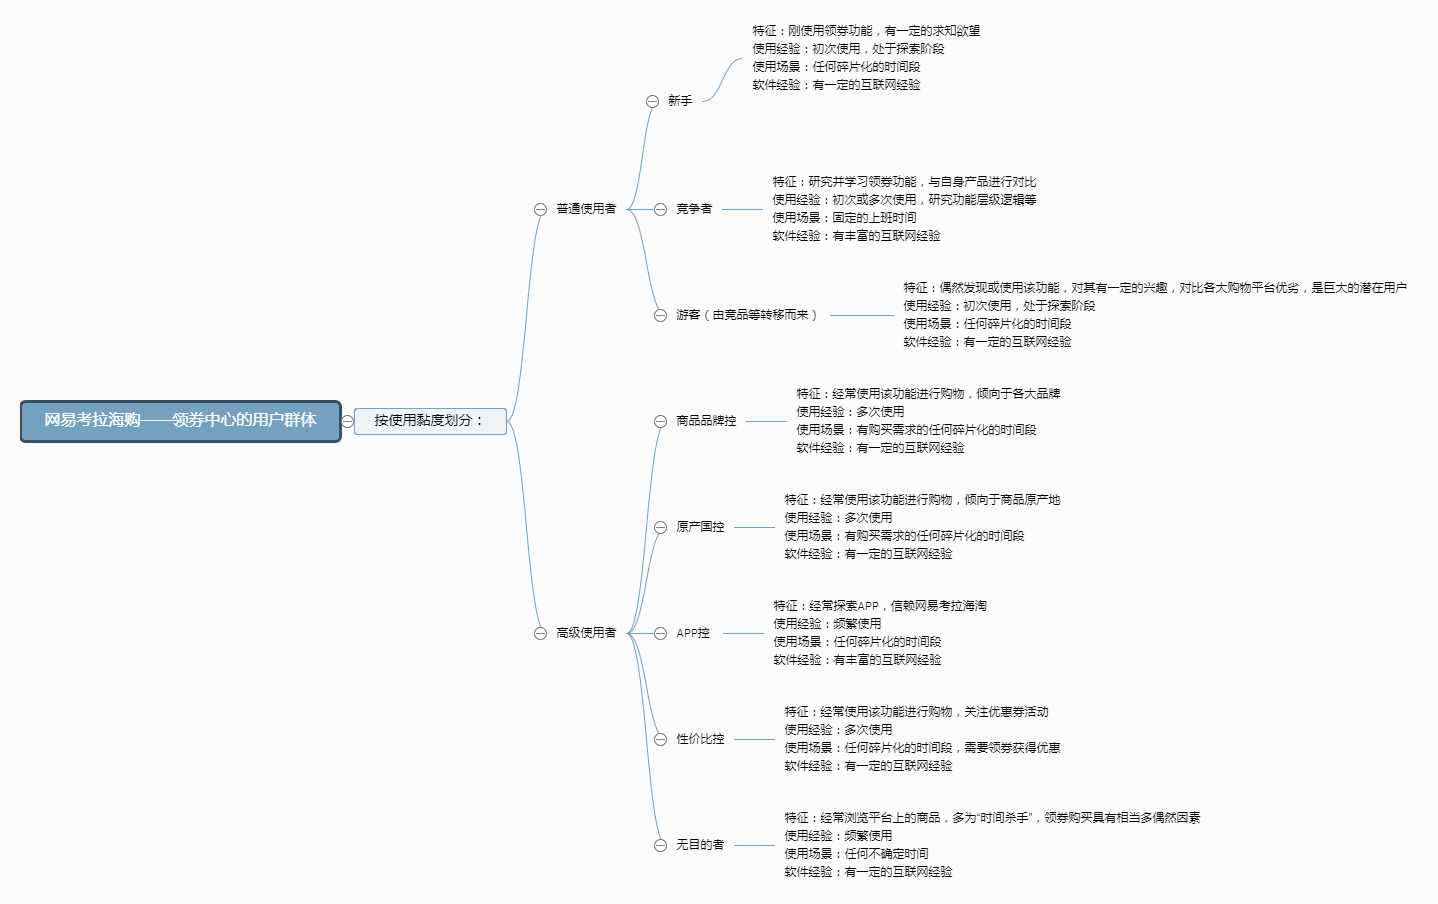 网易考拉海购——领券中心的用户群体
按使用黏度划分：
普通使用者
新手
特征：刚使用领券功能，有一定的求知欲望
使用经验：初次使用，处于探索阶段
使用场景：任何碎片化的时间段
软件经验：有一定的互联网经验
竞争者
特征：研究并学习领券功能，与自身产品进行对比
使用经验：初次或多次使用，研究功能层级逻辑等
使用场景：固定的上班时间
软件经验：有丰富的互联网经验
游客（由竞品等转移而来）
特征：偶然发现或使用该功能，对其有一定的兴趣，对比各大购物平台优劣，是巨大的潜在用户
使用经验：初次使用，处于探索阶段
使用场景：任何碎片化的时间段
软件经验：有一定的互联网经验
高级使用者
商品品牌控
特征：经常使用该功能进行购物，倾向于各大品牌
使用经验：多次使用
使用场景：有购买需求的任何碎片化的时间段
软件经验：有一定的互联网经验
原产国控
特征：经常使用该功能进行购物，倾向于商品原产地
使用经验：多次使用
使用场景：有购买需求的任何碎片化的时间段
软件经验：有一定的互联网经验
APP控
特征：经常探索APP，信赖网易考拉海淘
使用经验：频繁使用
使用场景：任何碎片化的时间段
软件经验：有丰富的互联网经验
性价比控
特征：经常使用该功能进行购物，关注优惠券活动
使用经验：多次使用
使用场景：任何碎片化的时间段，需要领券获得优惠
软件经验：有一定的互联网经验
无目的者
特征：经常浏览平台上的商品，多为“时间杀手”，领券购买具有相当多偶然因素
使用经验：频繁使用
使用场景：任何不确定时间
软件经验：有一定的互联网经验